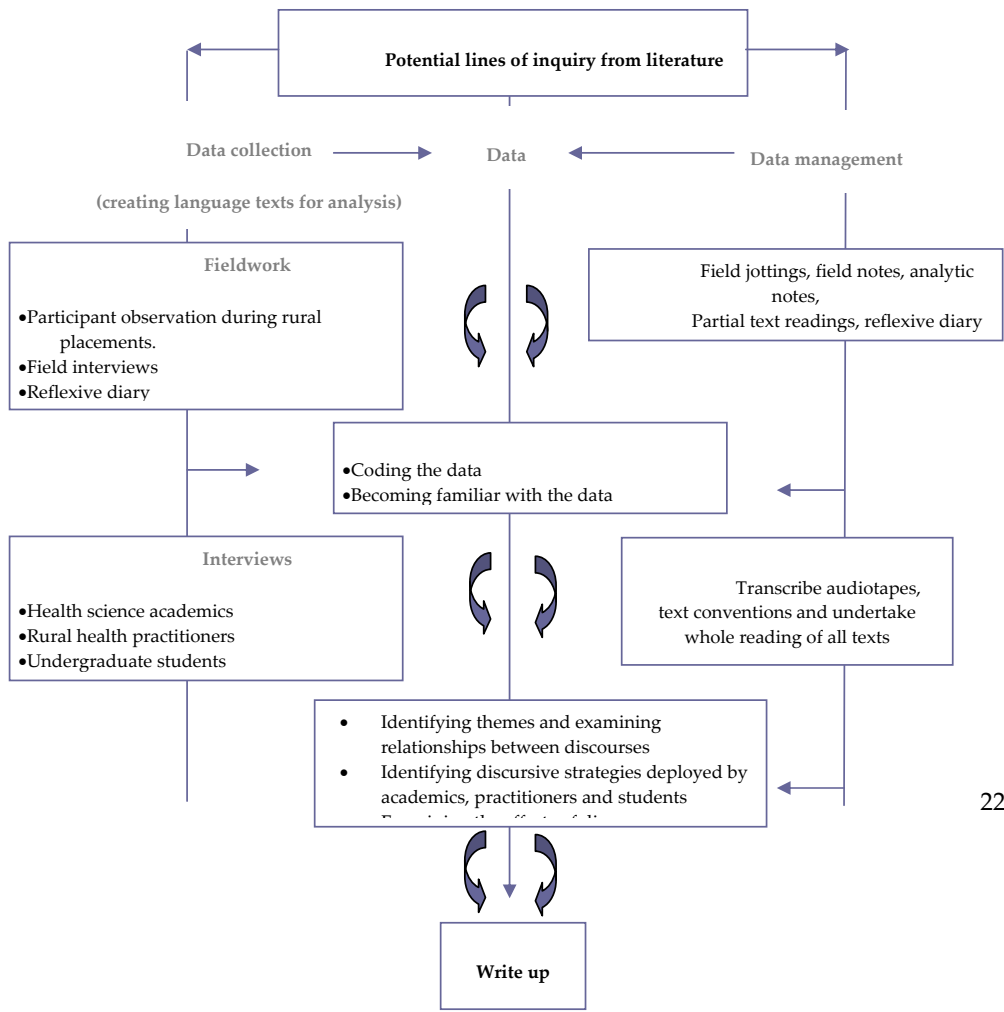 Potential lines of inquiry from literature
Data collection
Data
Data management
(creating language texts for analysis)
Fieldwork
•Participant observation during rural
placements.
•Field interviews
•Reflexive diary
Field jottings, field notes, analytic
notes,
Partial text readings, reflexive diary
•Coding the data
•Becoming familiar with the data
Interviews
•Health science academics
•Rural health practitioners
•Undergraduate students
Transcribe audiotapes,
text conventions and undertake
whole reading of all texts
• Identifying themes and examining
relationships between discourses
• Identifying discursive strategies deployed by
academics, practitioners and students
22
Write up